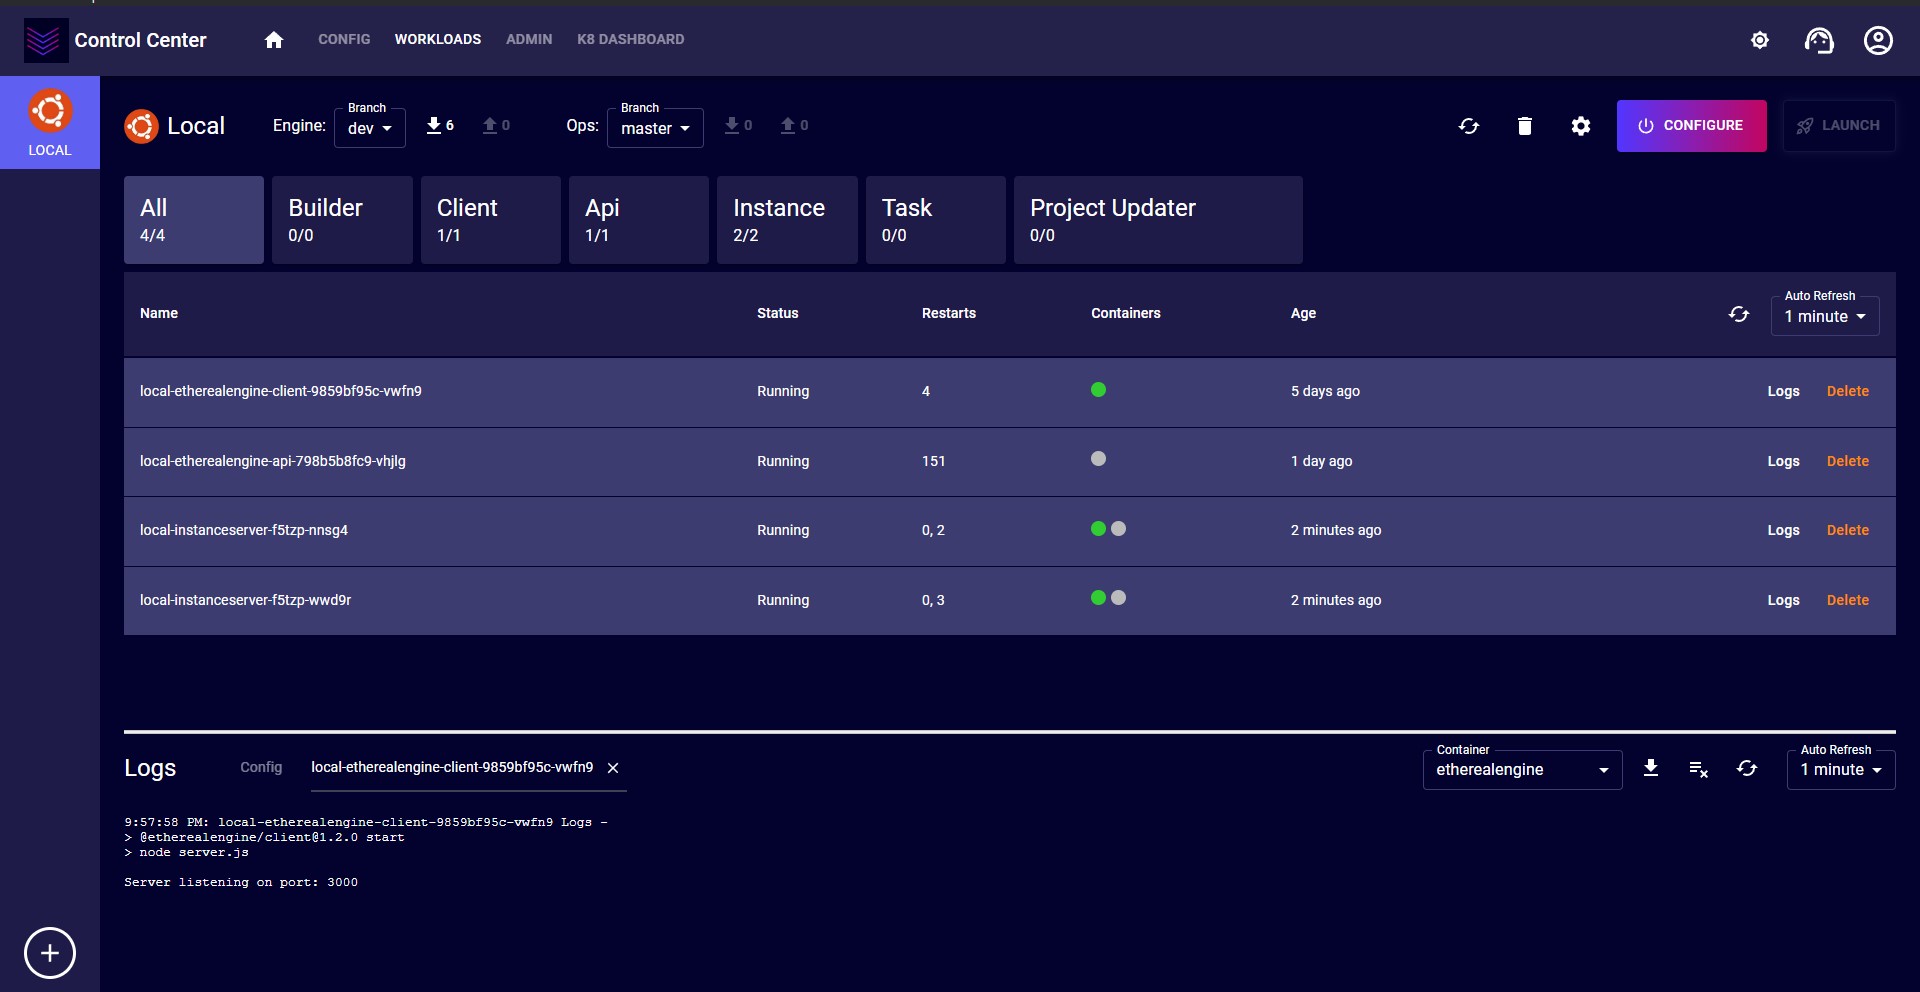 Control Center
CONFIG
WORKLOADS
ADMIN
K8 DASHBOARD
LOCAL
Local
Engine:
Branch
dev
6
0
Ops:
Branch
master
0
0
CONFIGURE
LAUNCH
All
4/4
Builder
0/0
Client
1/1
Api
1/1
Instance
2/2
Task
0/0
Project Updater
0/0
Name Status Restarts Containers Age
Auto Refresh
1 minute
local-etherealengine-client-9859bf95c-vwfn9 Running 4 5 days ago Logs Delete
local-etherealengine-api-798b5b8fc9-vhjlg Running 151 1 day ago Logs Delete
local-instanceserver-f5tzp-nnsg4 Running 0, 2 2 minutes ago Logs Delete
local-instanceserver-f5tzp-wwd9r Running 0, 3 2 minutes ago Logs Delete
Logs
Config
local-etherealengine-client-9859bf95c-vwfn9
Container
etherealengine
Auto Refresh
1 minute
9:57:58 PM: local-etherealengine-client-9859bf95c-vwfn9 Logs -
> @etherealengine/client@1.2.0 start
> node server.js
Server listening on port: 3000